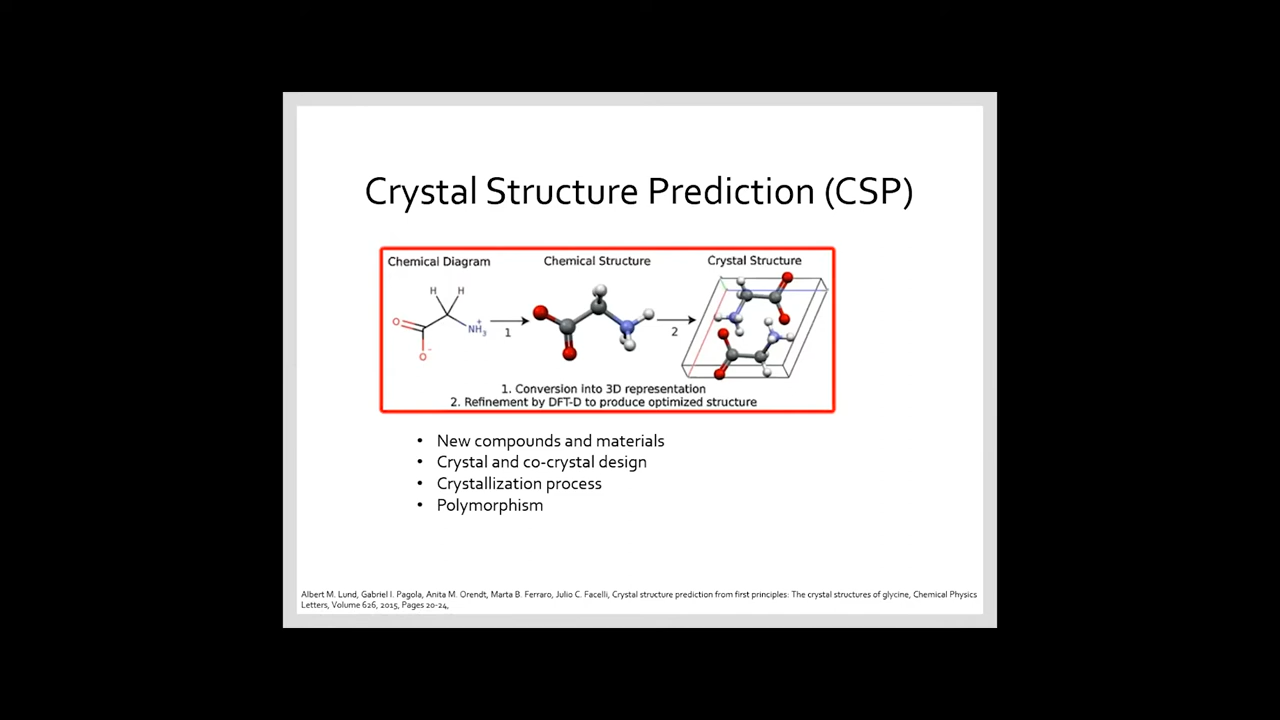 Crystal Structure Prediction (CSP)
Chemical Diagram
Chemical Structure
Crystal Structure
H H
O
NH3
+
O
-
1
2
1. Conversion into 3D representation
2. Refinement by DFT-D to produce optimized structure
• New compounds and materials
• Crystal and co-crystal design
• Crystallization process
• Polymorphism
Albert M. Lund, Gabriel I. Pagola, Anita M. Orendt, Marta B. Ferraro, Julio C. Facelli, Crystal structure prediction from first principles: The crystal structures of glycine, Chemical Physics
Letters, Volume 626, 2015, Pages 20-24,